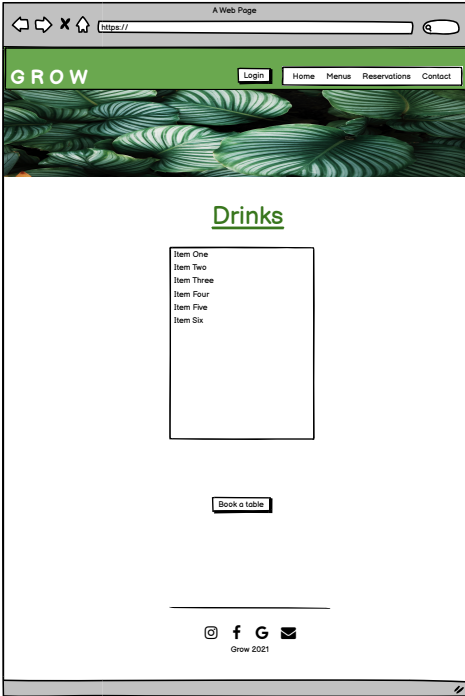 A Web Page
https://
GROW
Login
Home Menus Reservations Contact
Drinks
Item One
Item Two
Item Three
Item Four
Item Five
Item Six
Book a table
Grow 2021